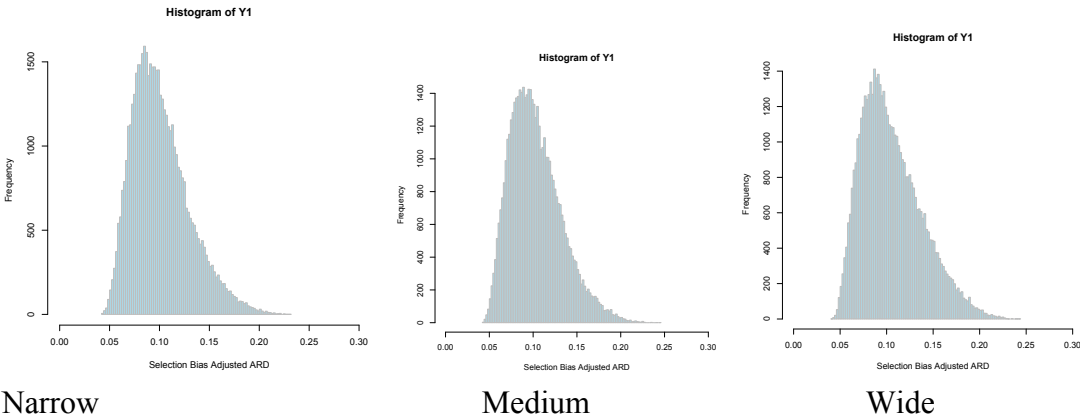 Histogram of Y1
Frequency
1500
1000
500
0
0.00 0.05 0.10 0.15 0.20 0.25 0.30
Selection Bias Adjusted ARD
Narrow
Histogram of Y1
Frequency
1400
1200
1000
800
600
400
200
0
0.00 0.05 0.10 0.15 0.20 0.25 0.30
Selection Bias Adjusted ARD
Medium
Histogram of Y1
Frequency
1400
1200
1000
800
600
400
200
0
0.00 0.05 0.10 0.15 0.20 0.25 0.30
Selection Bias Adjusted ARD
Wide